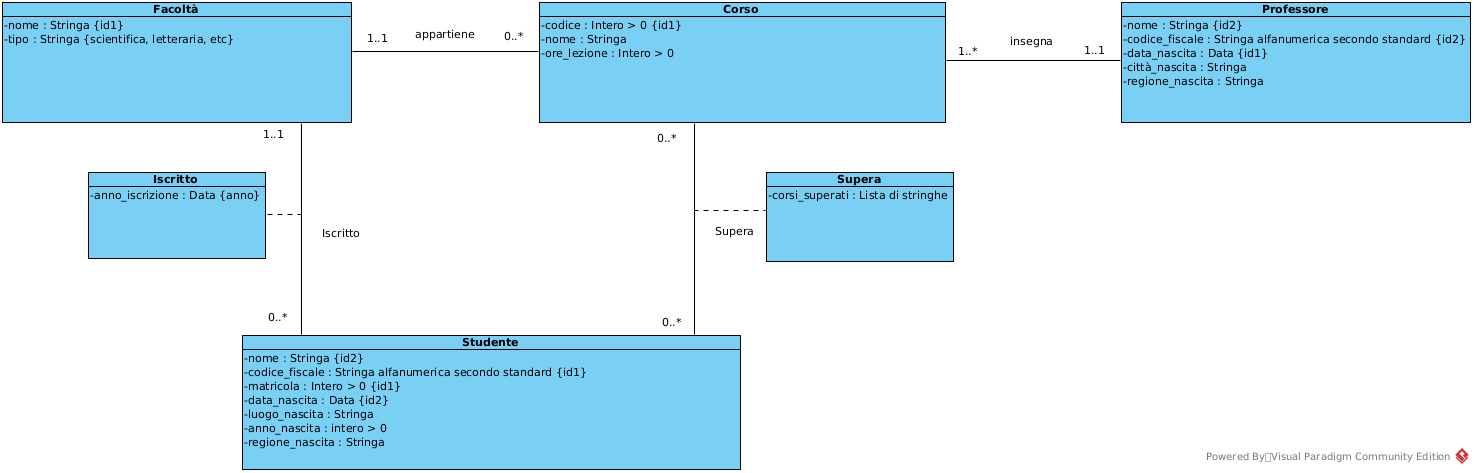 Facoltà
-nome : Stringa {id1}
-tipo : Stringa {scientifica, letteraria, etc}
1..1
appartiene
0..*
Corso
-codice : Intero > 0 {id1}
-nome : Stringa
-ore_lezione : Intero > 0
1..*
insegna
1..1
Professore
-nome : Stringa {id2}
-codice_fiscale : Stringa alfanumerica secondo standard {id2}
-data_nascita : Data {id1}
-città_nascita : Stringa
-regione_nascita : Stringa
1..1
0..*
Iscritto
-anno_iscrizione : Data {anno}
Iscritto
Supera
-corsi_superati : Lista di stringhe
Supera
0..*
0..*
Studente
-nome : Stringa {id2}
-codice_fiscale : Stringa alfanumerica secondo standard {id1}
-matricola : Intero > 0 {id1}
-data_nascita : Data {id2}
-luogo_nascita : Stringa
-anno_nascita : intero > 0
-regione_nascita : Stringa
Powered By Visual Paradigm Community Edition